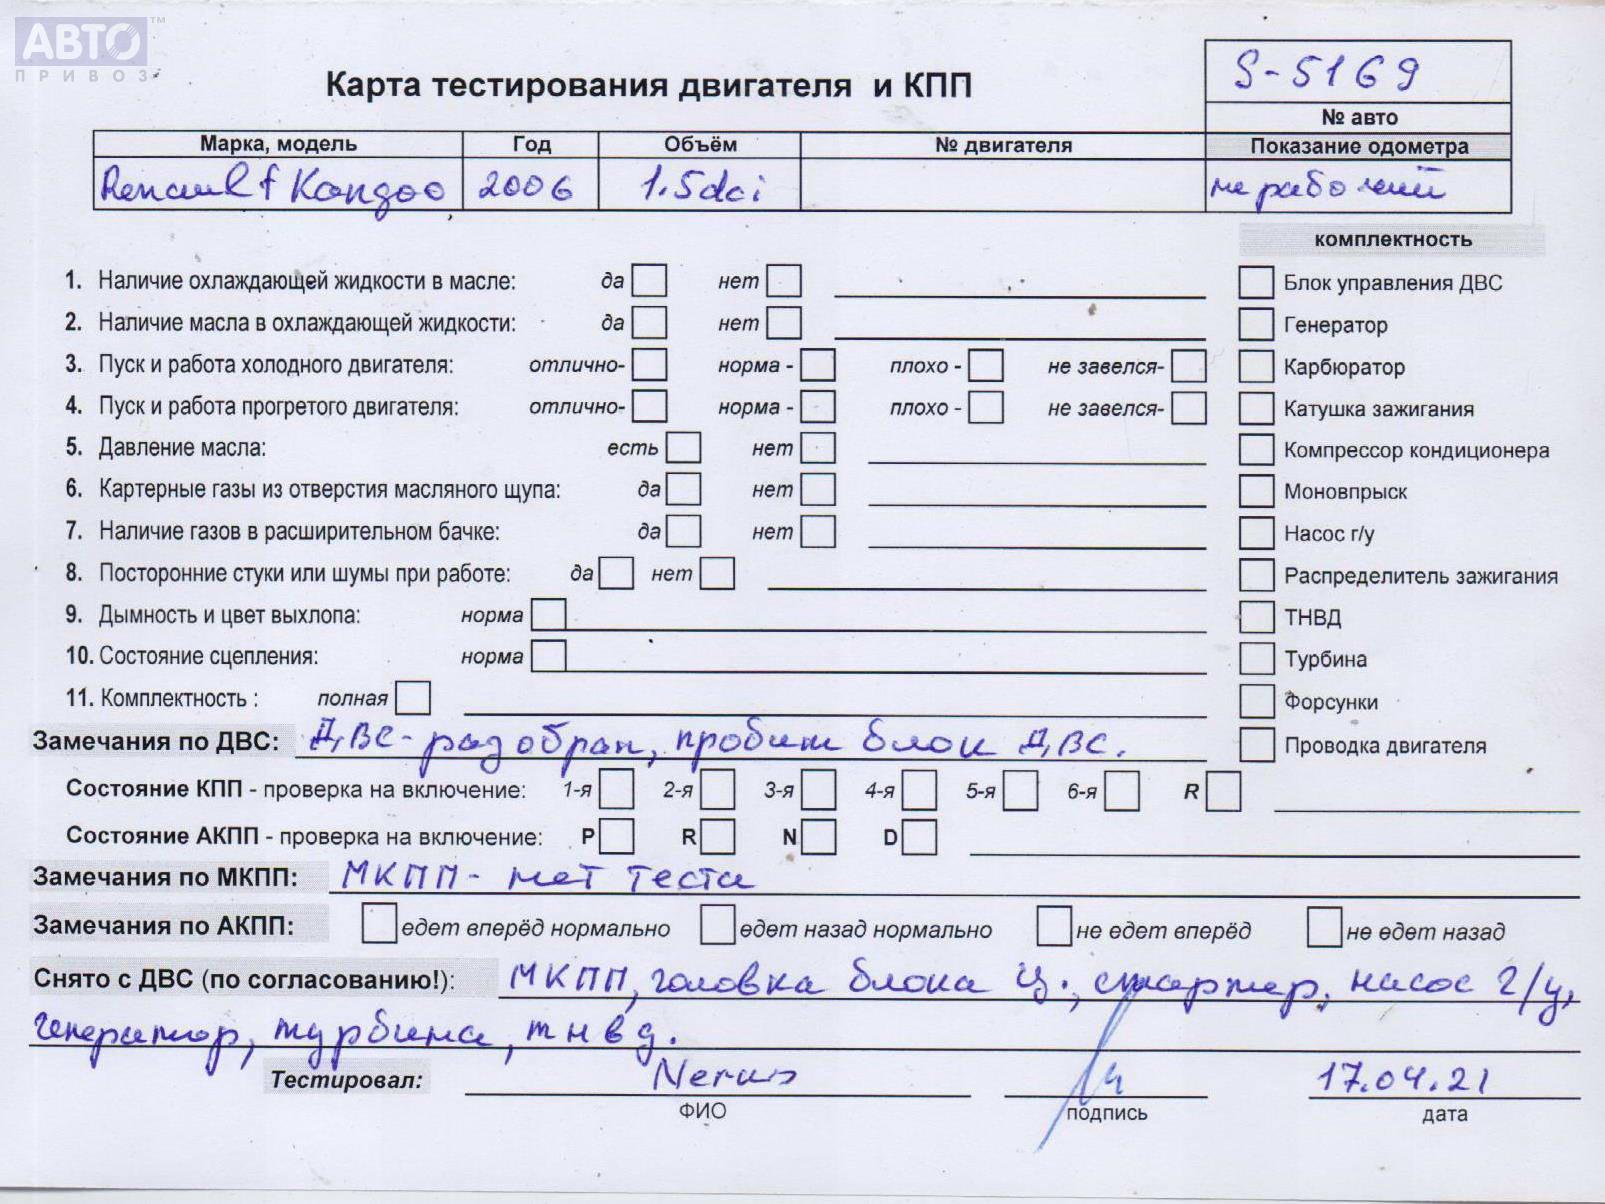 АВТО™
ПРИВОЗ
S-5169
Карта тестирования двигателя и КПП
№ авто
Марка, модель Год Объём № двигателя Показание одометра
Renault Kangoo 2006 1.5dci не рабочий
комплектность
1. Наличие охлаждающей жидкости в масле: да нет Блок управления ДВС
2. Наличие масла в охлаждающей жидкости: да нет Генератор
3. Пуск и работа холодного двигателя: отлично- норма - плохо - не завелся- Карбюратор
4. Пуск и работа прогретого двигателя: отлично- норма - плохо - не завелся- Катушка зажигания
5. Давление масла: есть нет Компрессор кондиционера
6. Картерные газы из отверстия масляного щупа: да нет Моновпрыск
7. Наличие газов в расширительном бачке: да нет Насос г/у
8. Посторонние стуки или шумы при работе: да нет Распределитель зажигания
9. Дымность и цвет выхлопа: норма ТНВД
10. Состояние сцепления: норма Турбина
11. Комплектность : полная Форсунки
Замечания по ДВС: ДВС- разобран, пробит блок ДВС. Проводка двигателя
Состояние КПП - проверка на включение: 1-я 2-я 3-я 4-я 5-я 6-я R
Состояние АКПП - проверка на включение: P R N D
Замечания по МКПП: МКПП- нет теста
Замечания по АКПП: едет вперёд нормально едет назад нормально не едет вперёд не едет назад
Снято с ДВС (по согласованию!): МКПП, головка блока ц., стартер, насос г/у,
генератор, турбина, тнвд.
Тестировал: 17.04.21
ФИО подпись дата